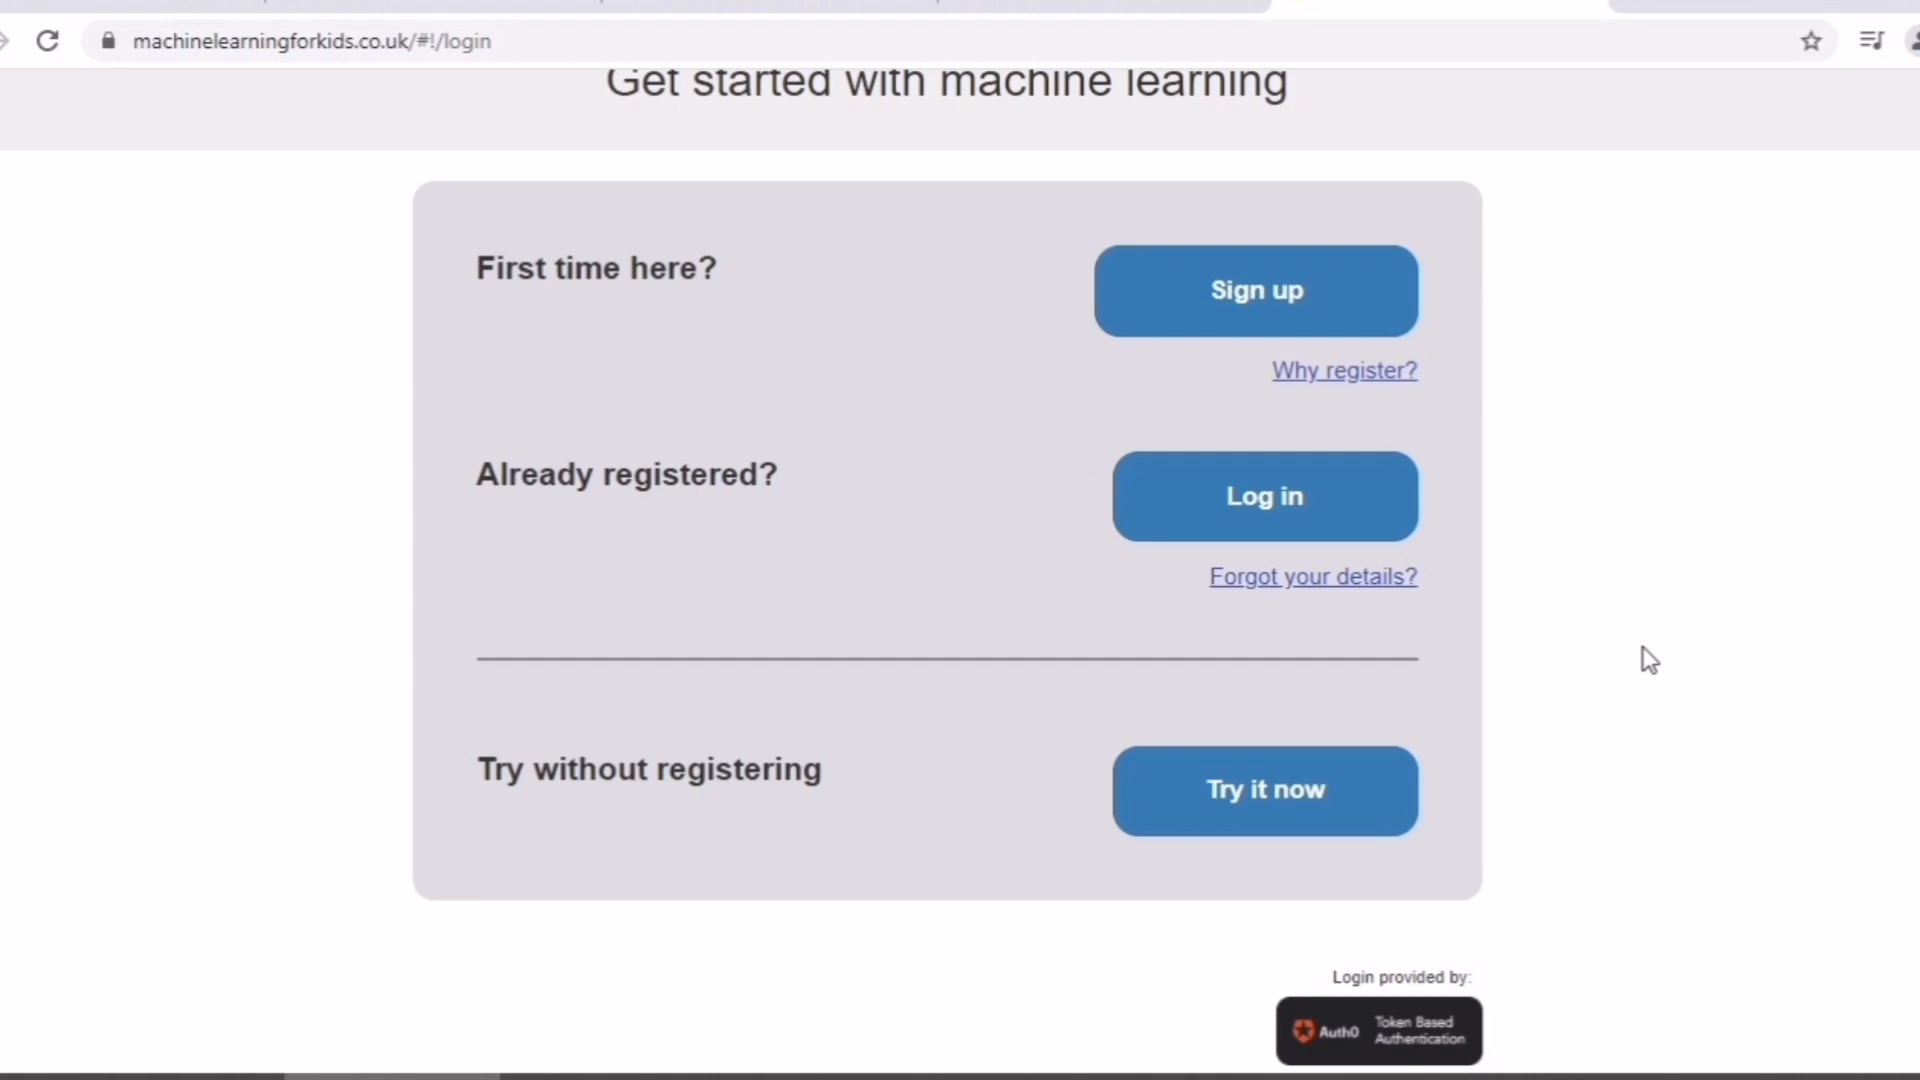 machinelearningforkids.co.uk/#!/login
Get started with machine learning
First time here?
Sign up
Why register?
Already registered?
Log in
Forgot your details?
Try without registering
Try it now
Login provided by:
Auth0
Token Based
Authentication